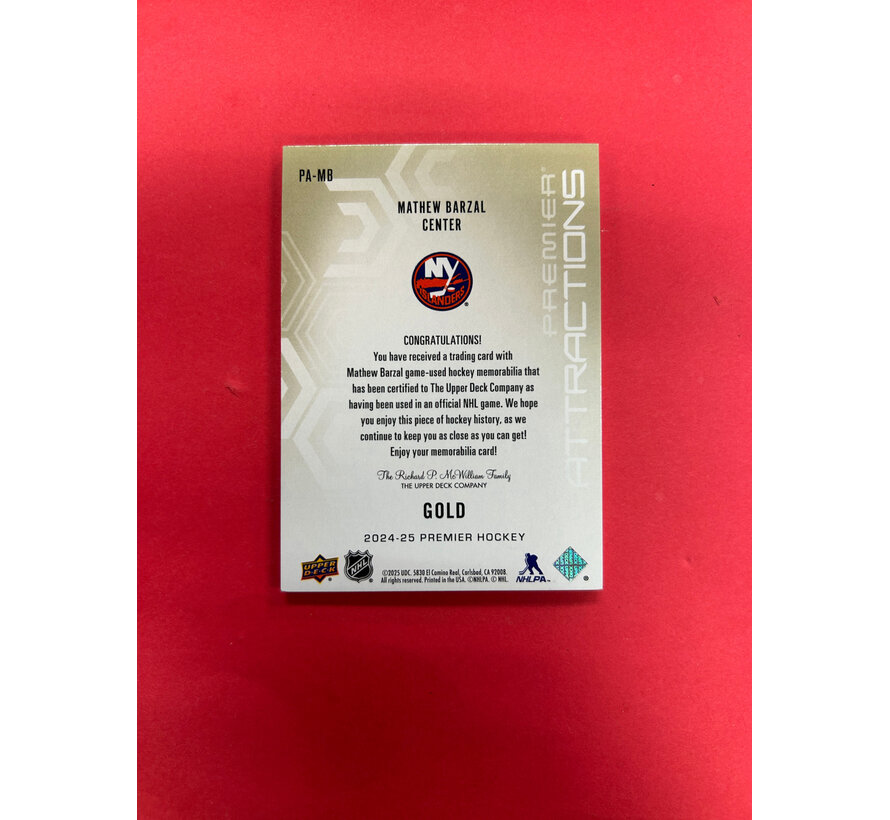 PA-MB
MATHEW BARZAL
CENTER
NY
ISLANDERS
PREMIER
ATTRACTIONS
CONGRATULATIONS!
You have received a trading card with
Mathew Barzal game-used hockey memorabilia that
has been certified to The Upper Deck Company as
having been used in an official NHL game. We hope
you enjoy this piece of hockey history, as we
continue to keep you as close as you can get!
Enjoy your memorabilia card!
The Richard P. McWilliam Family
THE UPPER DECK COMPANY
GOLD
2024-25 PREMIER HOCKEY
UPPER
DECK
NHL
©2025 UDC. 5830 El Camino Real, Carlsbad, CA 92008.
All rights reserved. Printed in the USA. ©NHLPA. © NHL.
NHLPA™
®